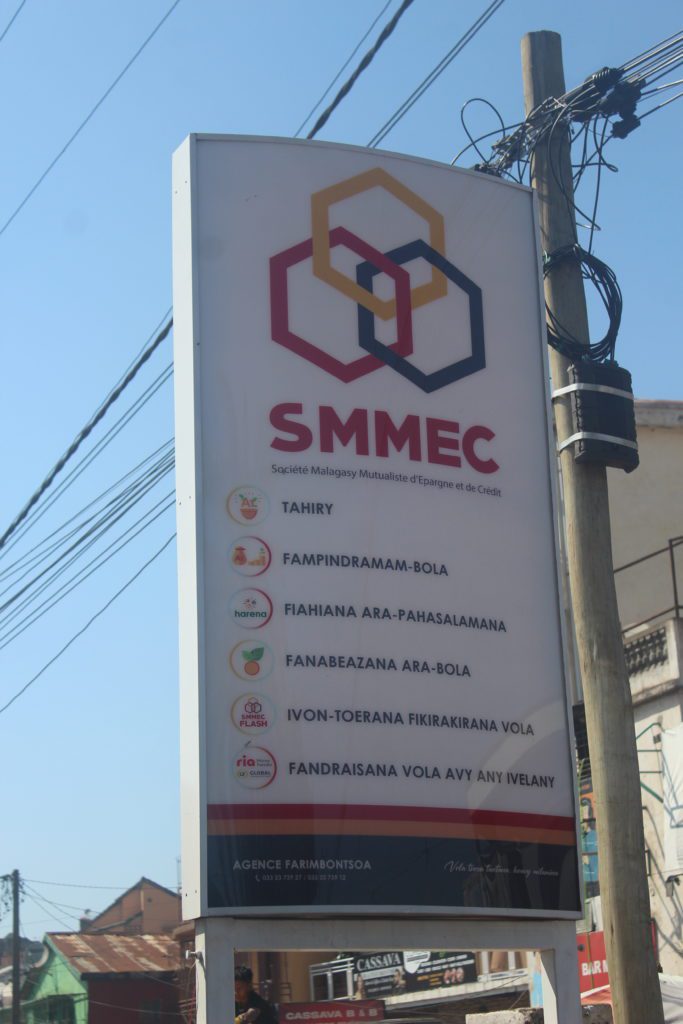 SMMEC
Société Malagasy Mutualiste d'Epargne et de Crédit
TAHIRY
FAMPINDRAMAM-BOLA
harena
FIAHIANA ARA-PAHASALAMANA
FANABEAZANA ARA-BOLA
SMMEC
FLASH
IVON-TOERANA FIKIRAKIRANA VOLA
ria
FANDRAISANA VOLA AVY ANY IVELANY
AGENCE FARIMBONTSOA
CASSAVA
CASSAVA B & B
BAR